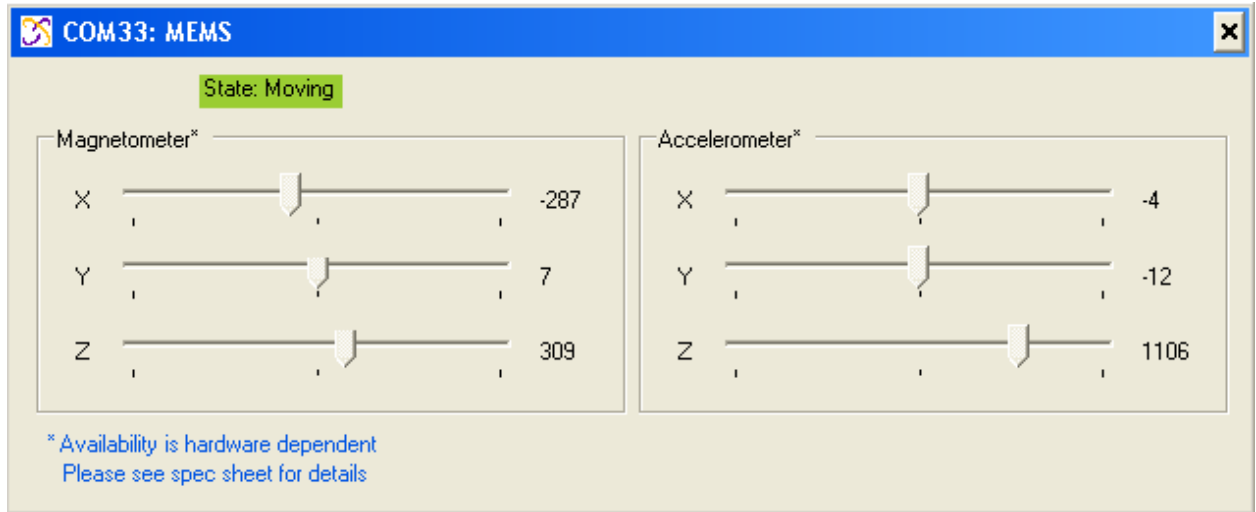 COM33: MEMS
State: Moving
Magnetometer*
X -287
Y 7
Z 309
Accelerometer*
X -4
Y -12
Z 1106
* Availability is hardware dependent
Please see spec sheet for details